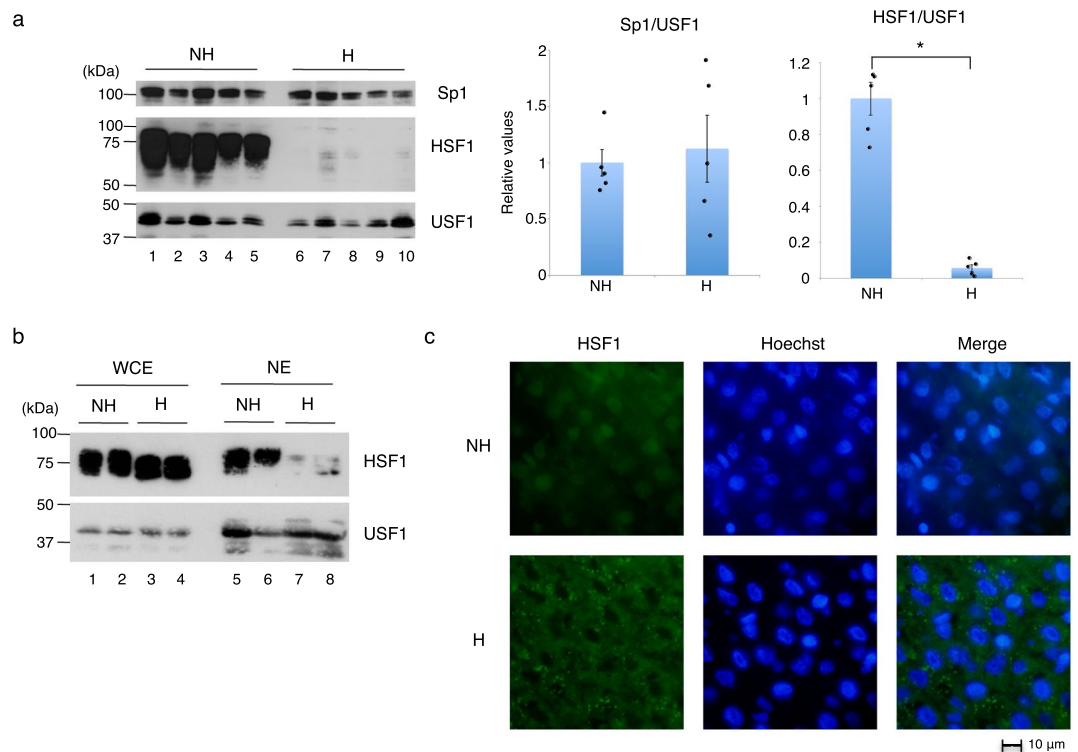 a
NH H
(kDa)
100 Sp1
100
75 HSF1
50
50 USF1
37
1 2 3 4 5 6 7 8 9 10
Sp1/USF1
Relative values
2
1.5
1
0.5
0
NH H
HSF1/USF1
*
1.2
1
0.8
0.6
0.4
0.2
0
NH H
b
WCE NE
(kDa) NH H NH H
100
75 HSF1
50
37 USF1
1 2 3 4 5 6 7 8
c
HSF1 Hoechst Merge
NH
H
10 μm